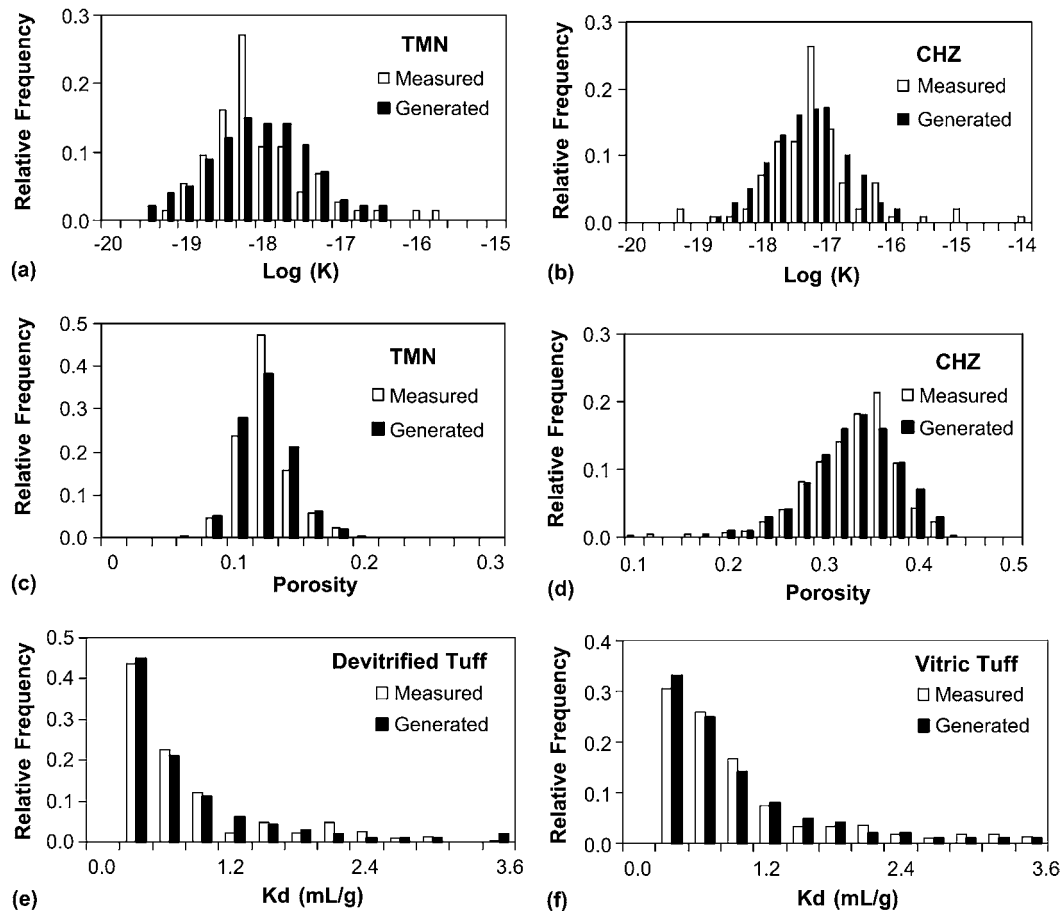 0.3
0.2
0.1
0.0
Relative Frequency
TMN
Measured
Generated
-20 -19 -18 -17 -16 -15
Log (K)
(a)
0.3
0.2
0.1
0.0
Relative Frequency
CHZ
Measured
Generated
-20 -19 -18 -17 -16 -15 -14
Log (K)
(b)
0.5
0.4
0.3
0.2
0.1
0.0
Relative Frequency
TMN
Measured
Generated
0 0.1 0.2 0.3
Porosity
(c)
0.3
0.2
0.1
0.0
Relative Frequency
CHZ
Measured
Generated
0.1 0.2 0.3 0.4 0.5
Porosity
(d)
0.5
0.4
0.3
0.2
0.1
0.0
Relative Frequency
Devitrified Tuff
Measured
Generated
0.0 1.2 2.4 3.6
Kd (mL/g)
(e)
0.4
0.3
0.2
0.1
0.0
Relative Frequency
Vitric Tuff
Measured
Generated
0.0 1.2 2.4 3.6
Kd (mL/g)
(f)